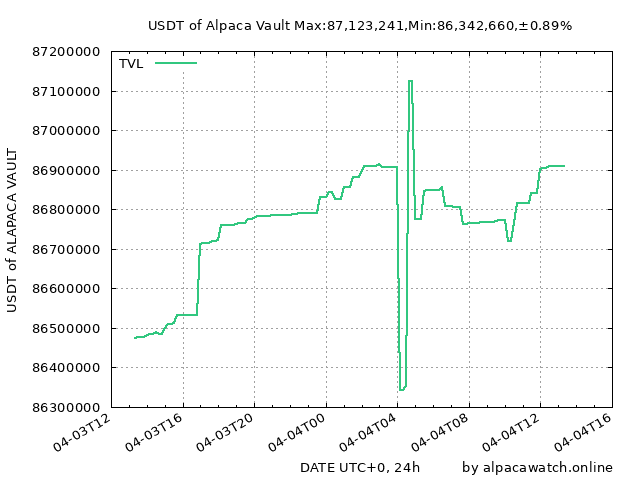 USDT of Alpaca Vault Max:87,123,241,Min:86,342,660,±0.89%
TVL
87200000
87100000
87000000
86900000
86800000
86700000
86600000
86500000
86400000
86300000
USDT of ALAPACA VAULT
04-03T12
04-03T16
04-03T20
04-04T00
04-04T04
04-04T08
04-04T12
04-04T16
DATE UTC+0, 24h
by alpacawatch.online